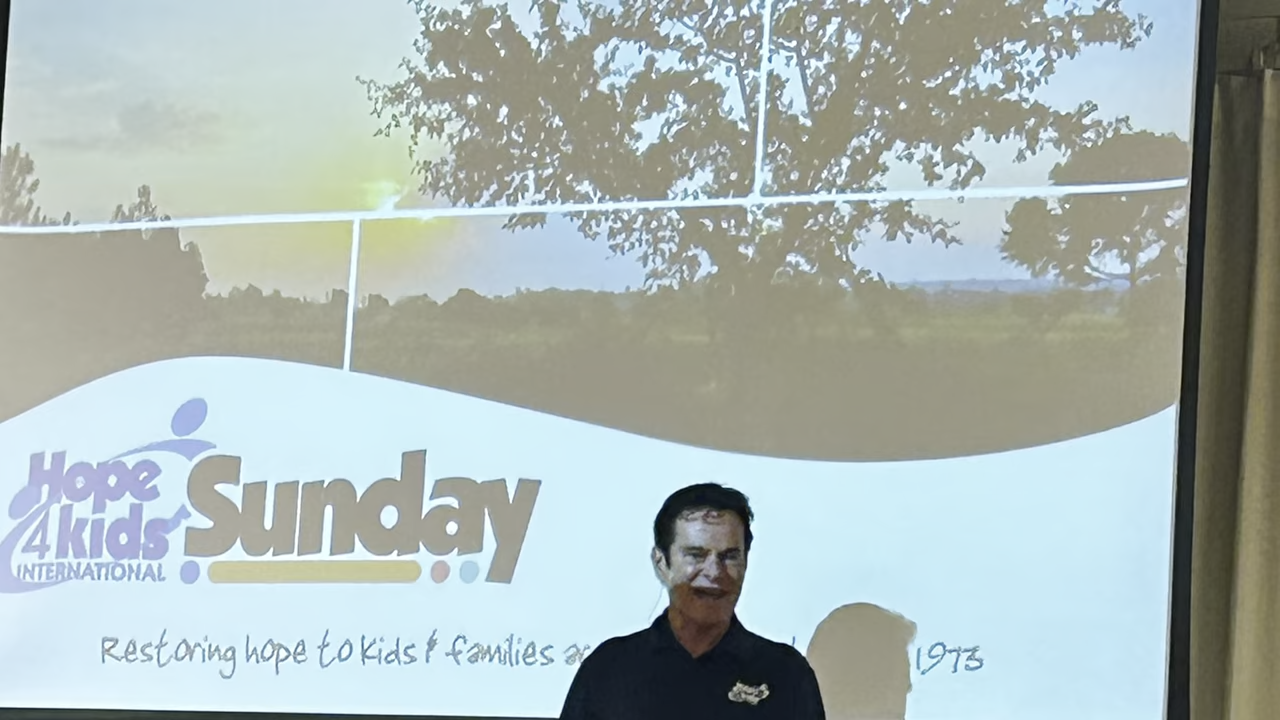 Hope
4 kids
INTERNATIONAL
Sunday
Restoring hope to kids & families
1973